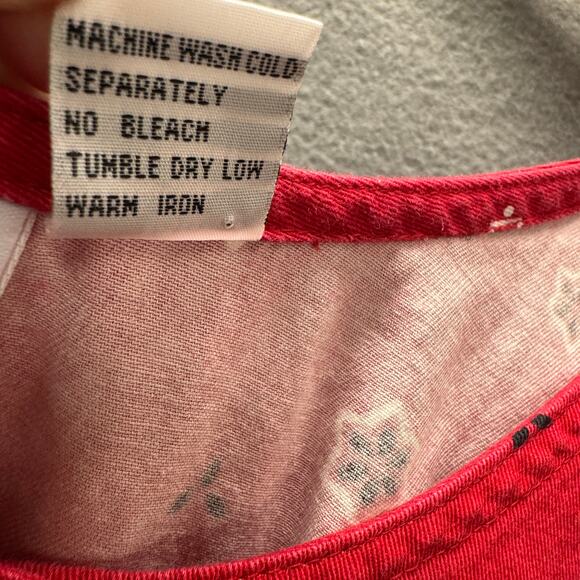 MACHINE WASH COLD
SEPARATELY
NO BLEACH
TUMBLE DRY LOW
WARM IRON